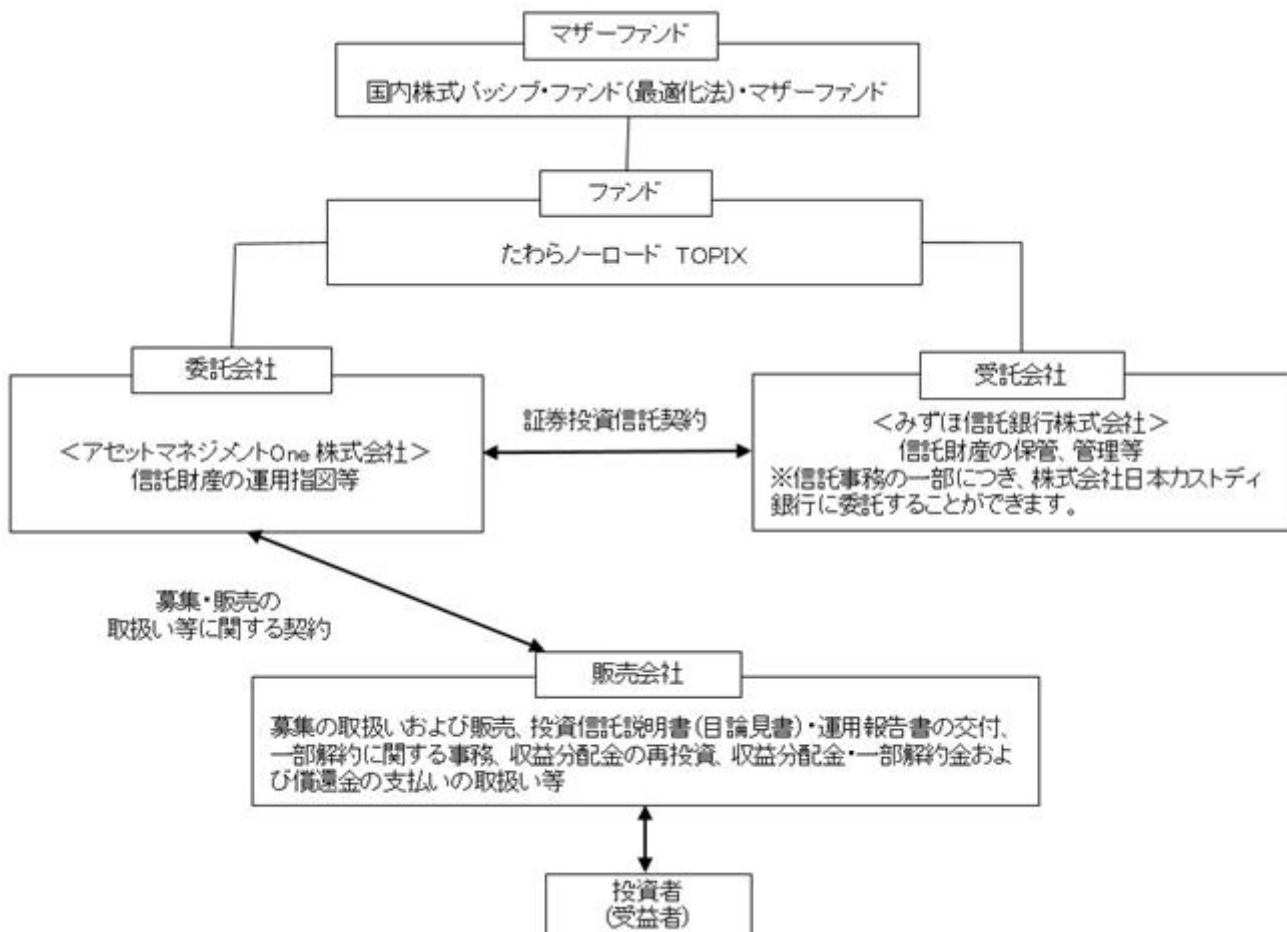 マザーファンド
国内株式パッシブ・ファンド(最適化法)・マザーファンド
ファンド
たわらノーロード TOPIX
委託会社
＜アセットマネジメントOne 株式会社＞
信託財産の運用指図等
証券投資信託契約
受託会社
＜みずほ信託銀行株式会社＞
信託財産の保管、管理等
※信託事務の一部につき、株式会社日本カストディ
銀行に委託することができます。
募集・販売の
取扱い等に関する契約
販売会社
募集の取扱いおよび販売、投資信託説明書(目論見書)・運用報告書の交付、
一部解約に関する事務、収益分配金の再投資、収益分配金・一部解約金およ
び償還金の支払いの取扱い等
投資者
(受益者)